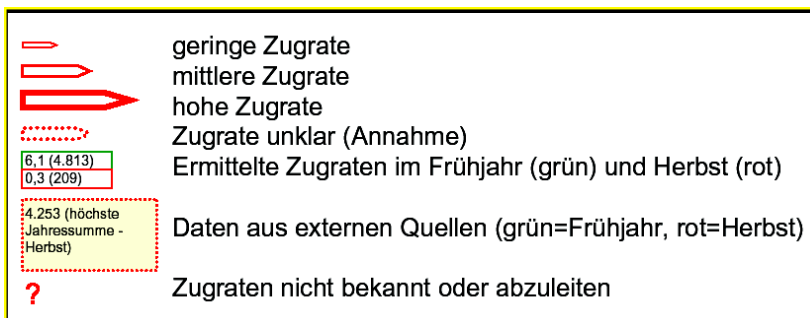 geringe Zugrate
mittlere Zugrate
hohe Zugrate
Zugrate unklar (Annahme)
6,1 (4.813)
0,3 (209)
Ermittelte Zugraten im Frühjahr (grün) und Herbst (rot)
4.253 (höchste
Jahressumme -
Herbst)
Daten aus externen Quellen (grün=Frühjahr, rot=Herbst)
? Zugraten nicht bekannt oder abzuleiten